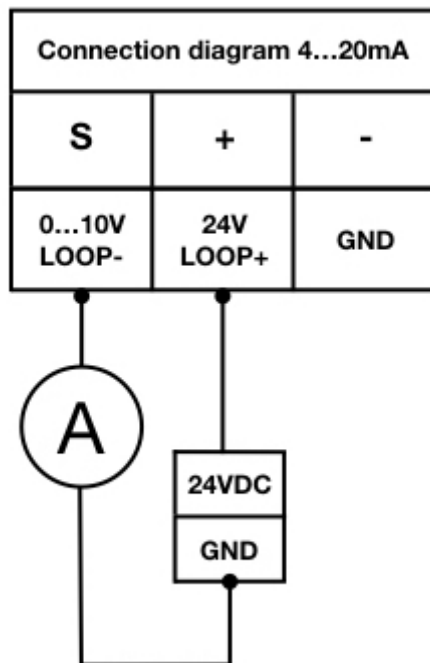 Connection diagram 4...20mA
S + -
0...10V 24V GND
LOOP- LOOP+
A
24VDC
GND